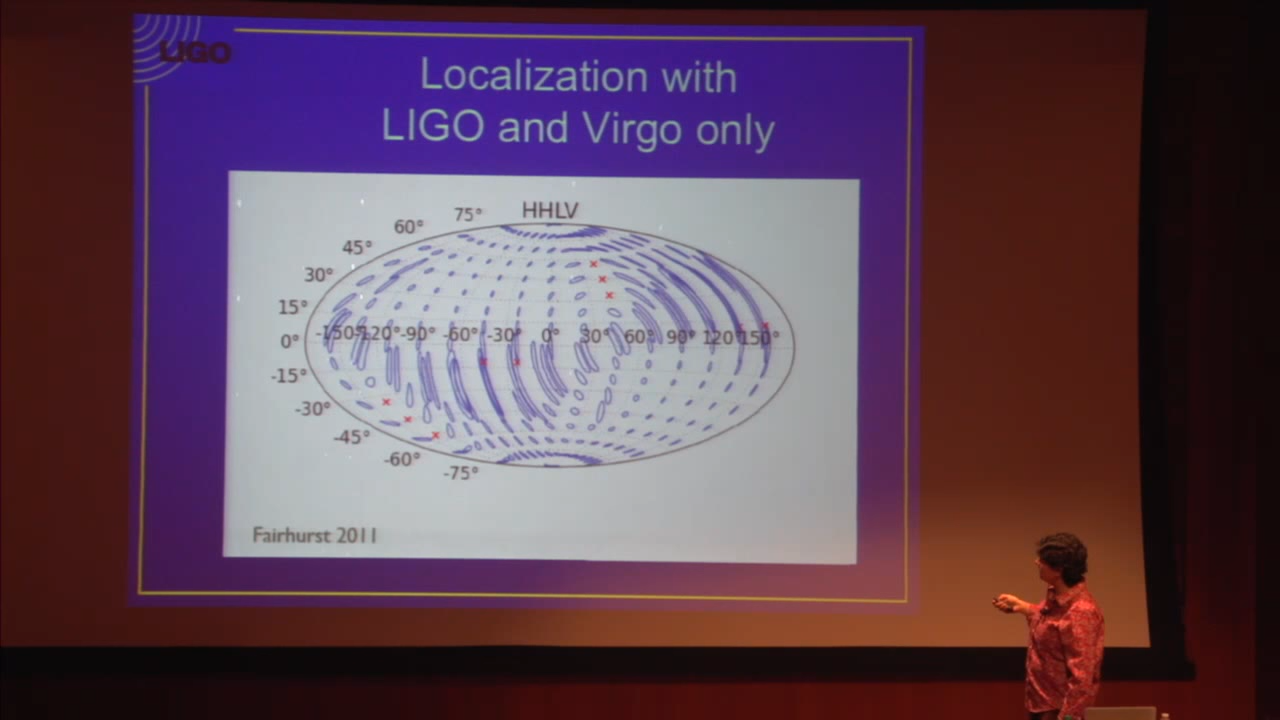 LIGO
Localization with
LIGO and Virgo only
HHLV
75°
60°
45°
30°
15°
0°
-15°
-30°
-45°
-60°
-75°
-150° -120° -90° -60° -30° 0° 30° 60° 90° 120° 150°
Fairhurst 2011